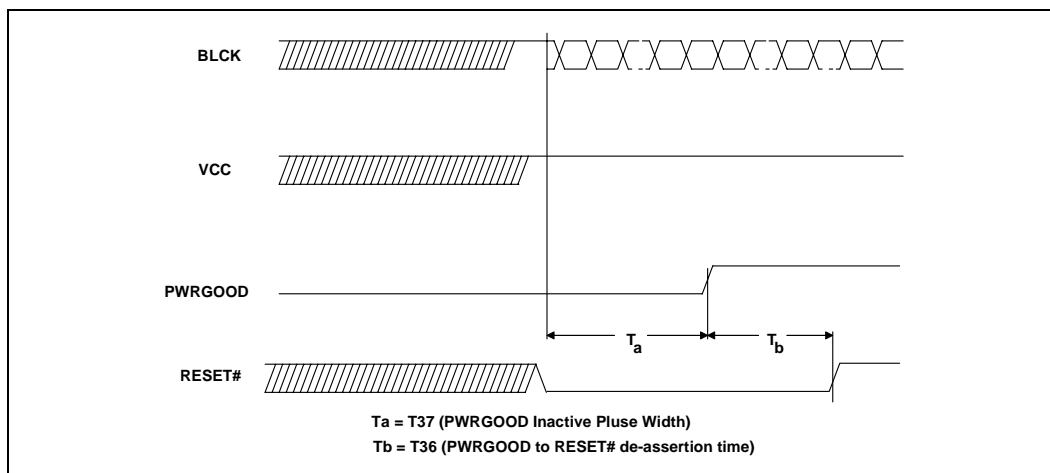 BLCK
VCC
PWRGOOD
Ta
Tb
RESET#
Ta = T37 (PWRGOOD Inactive Pluse Width)
Tb = T36 (PWRGOOD to RESET# de-assertion time)